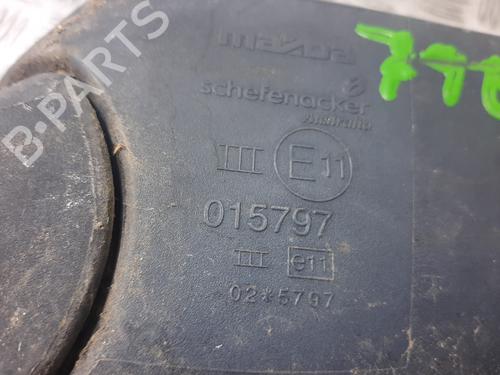 mazda
schefenacker
Australia
III E11
015797
III e11
02*5797
B-PARTS